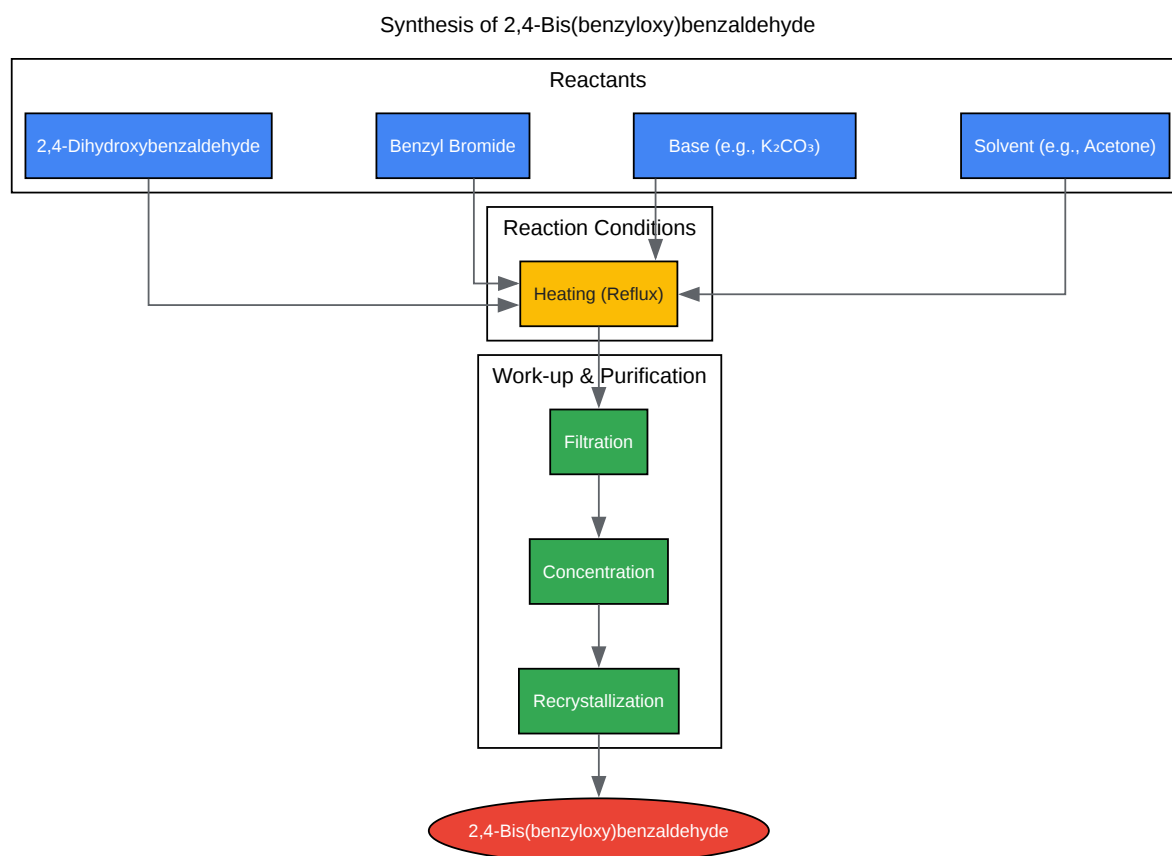 Synthesis of 2,4-Bis(benzyloxy)benzaldehyde
Reactants
2,4-Dihydroxybenzaldehyde
Benzyl Bromide
Base (e.g., K₂CO₃)
Solvent (e.g., Acetone)
Reaction Conditions
Heating (Reflux)
Work-up & Purification
Filtration
Concentration
Recrystallization
2,4-Bis(benzyloxy)benzaldehyde